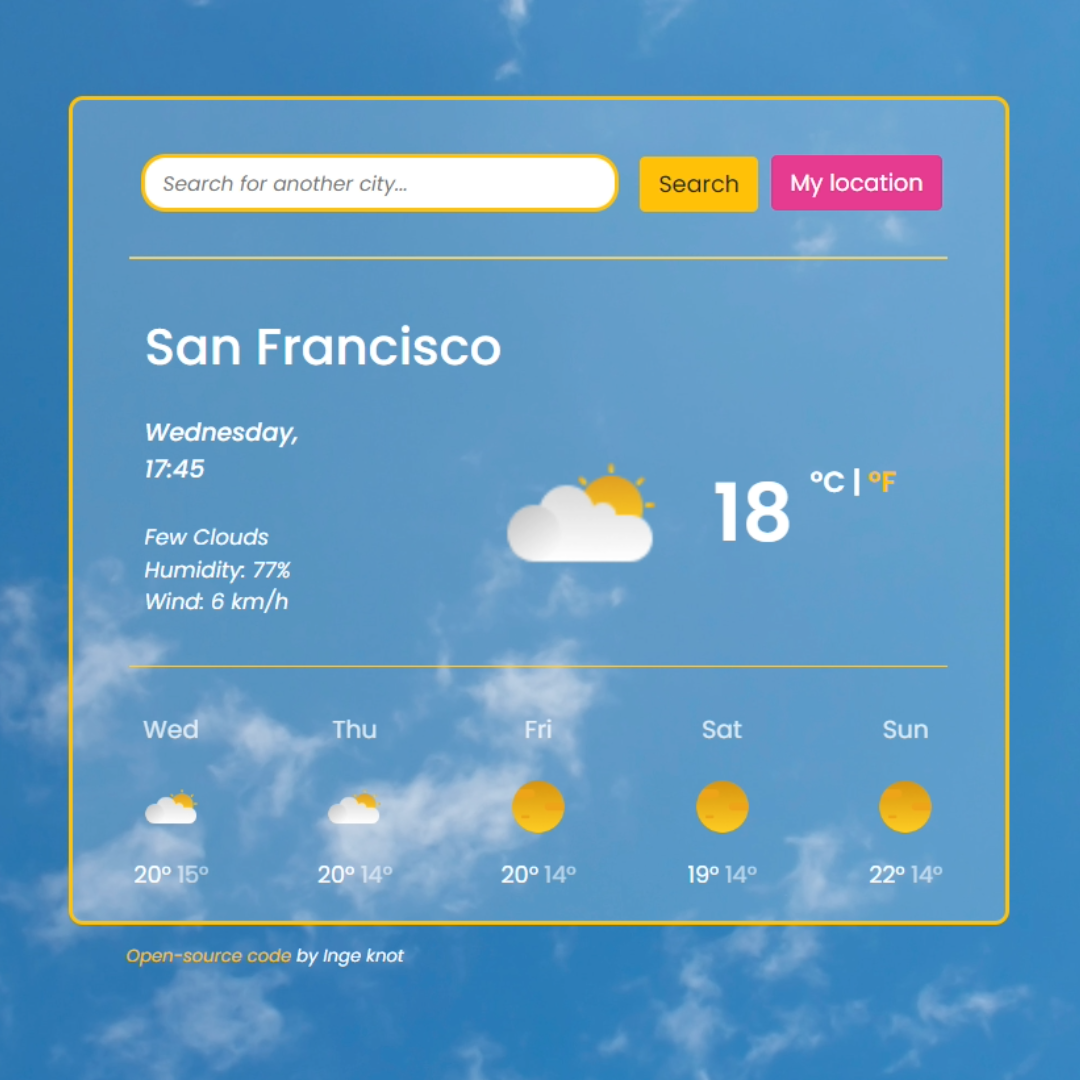 Search for another city...
Search
My location
San Francisco
Wednesday,
17:45
Few Clouds
Humidity: 77%
Wind: 6 km/h
18
°C | °F
Wed Thu Fri Sat Sun
20° 15° 20° 14° 20° 14° 19° 14° 22° 14°
Open-source code by Inge knot